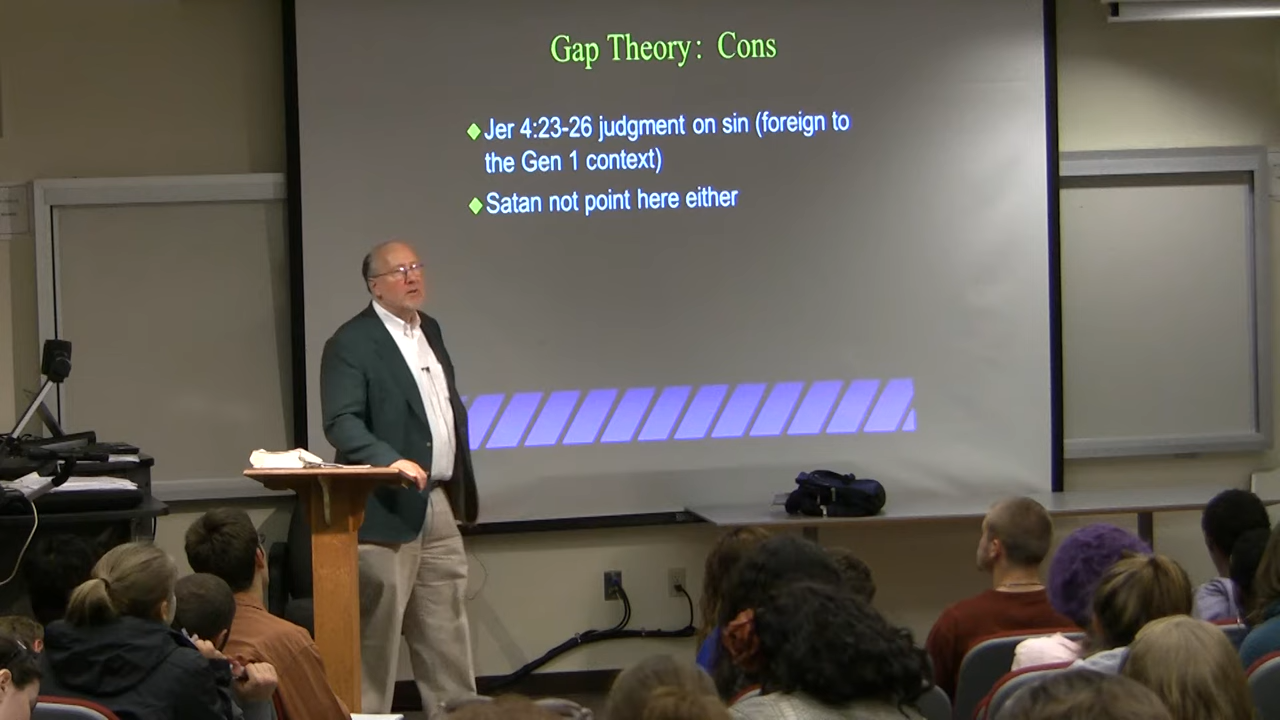 Gap Theory: Cons
Jer 4:23-26 judgment on sin (foreign to
the Gen 1 context)
Satan not point here either